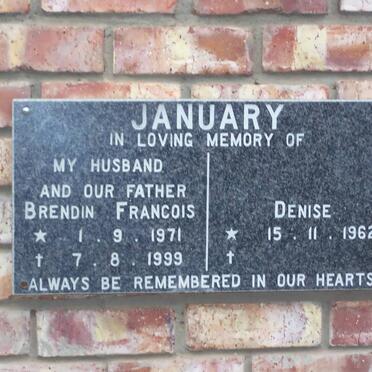 JANUARY
IN LOVING MEMORY OF
MY HUSBAND
AND OUR FATHER
BRENDIN FRANCOIS
★ 1 . 9 . 1971
† 7 . 8 . 1999
DENISE
★ 15 . 11 . 1962
†
ALWAYS BE REMEMBERED IN OUR HEARTS